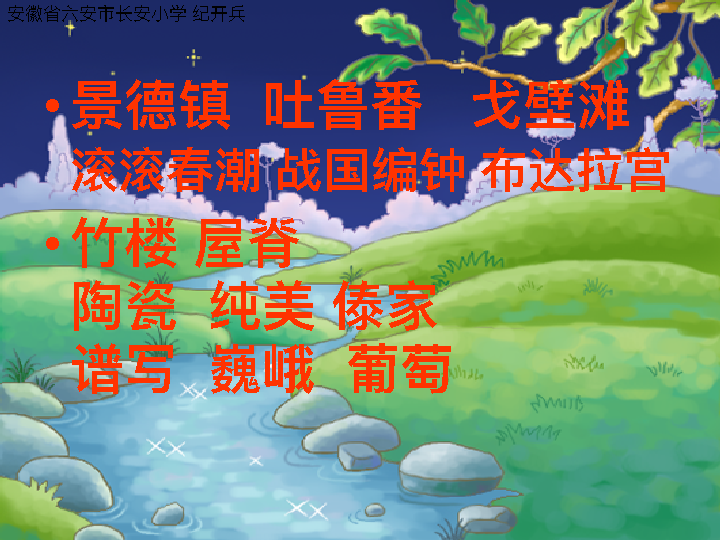 安徽省六安市长安小学 纪开兵
•景德镇 吐鲁番 戈壁滩
滚滚春潮 战国编钟 布达拉宫
•竹楼 屋脊
陶瓷 纯美 傣家
谱写 巍峨 葡萄